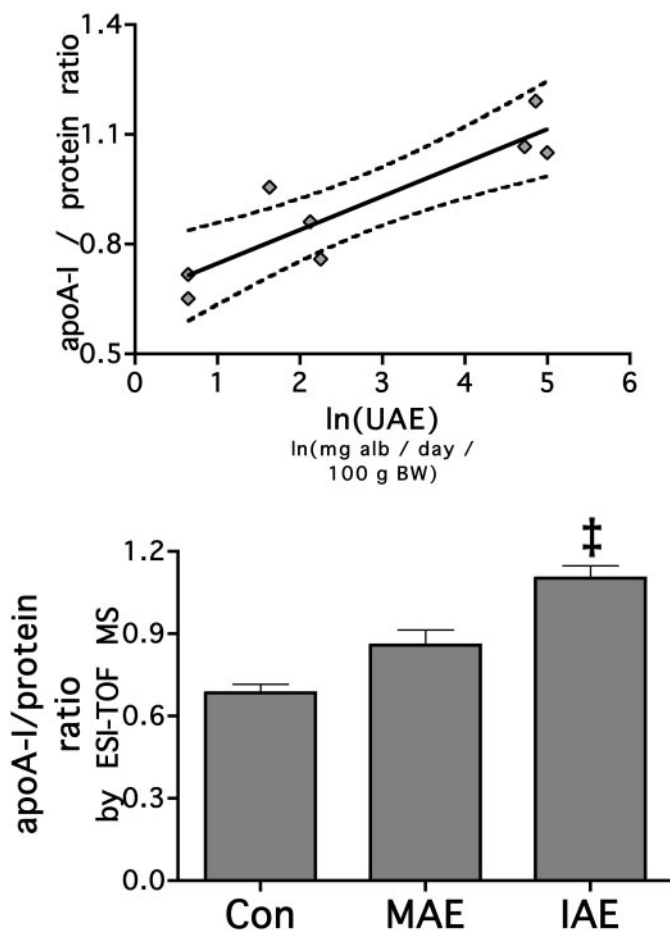 apoA-I / protein ratio
1.4
1.1
0.8
0.5
0 1 2 3 4 5 6
ln(UAE)
ln(mg alb / day /
100 g BW)
apoA-I/protein
ratio
by ESI-TOF MS
1.2
0.9
0.6
0.3
0.0
‡
Con MAE IAE